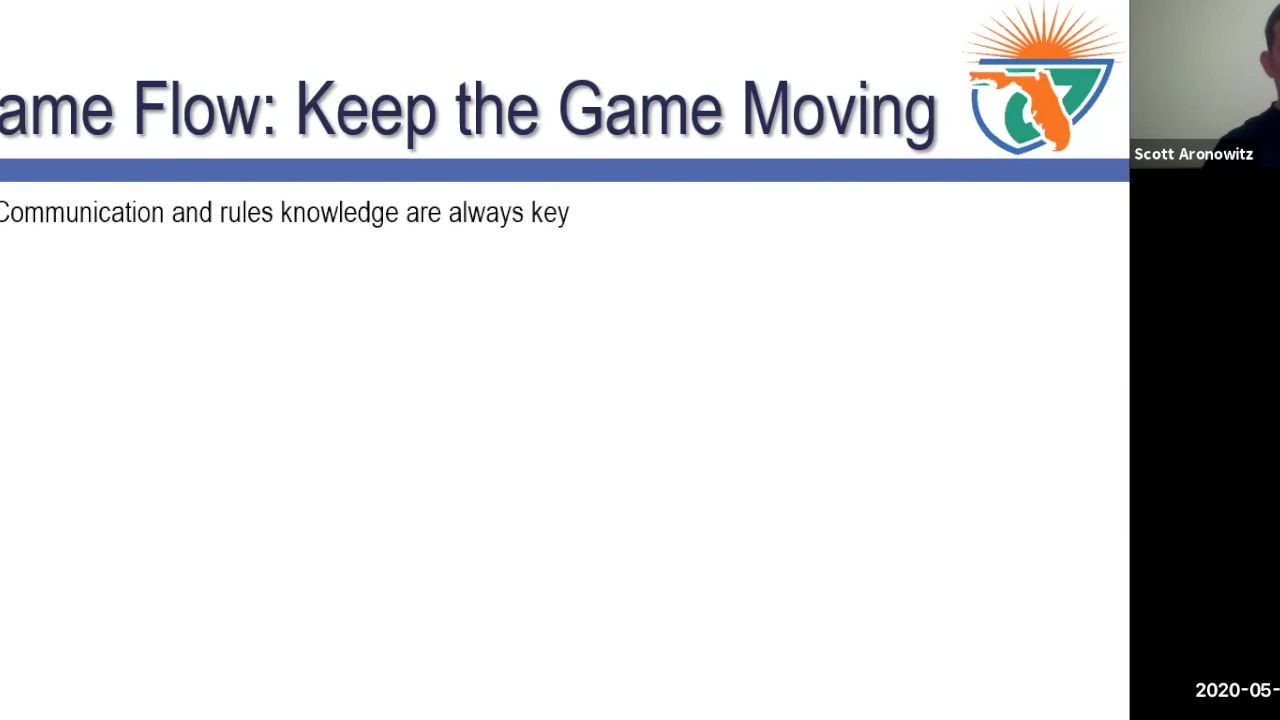 ame Flow: Keep the Game Moving
Scott Aronowitz
Communication and rules knowledge are always key
2020-05-